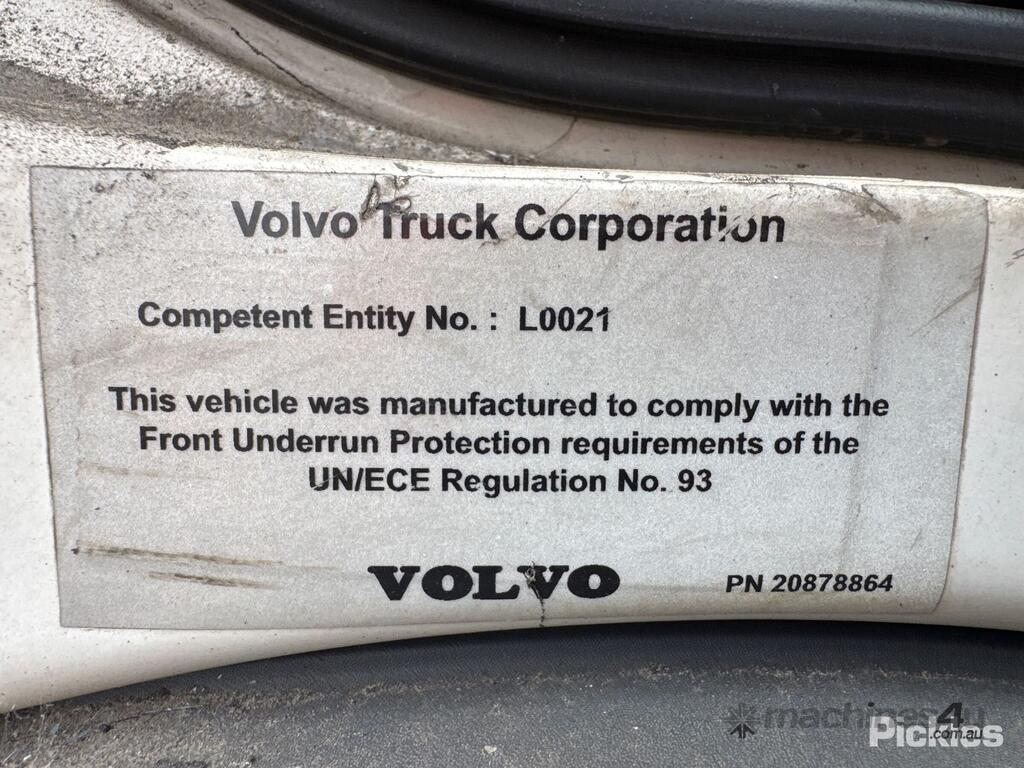 Volvo Truck Corporation
Competent Entity No. : L0021
This vehicle was manufactured to comply with the
Front Underrun Protection requirements of the
UN/ECE Regulation No. 93
VOLVO PN 20878864
machines4u
.com.au
Pickles